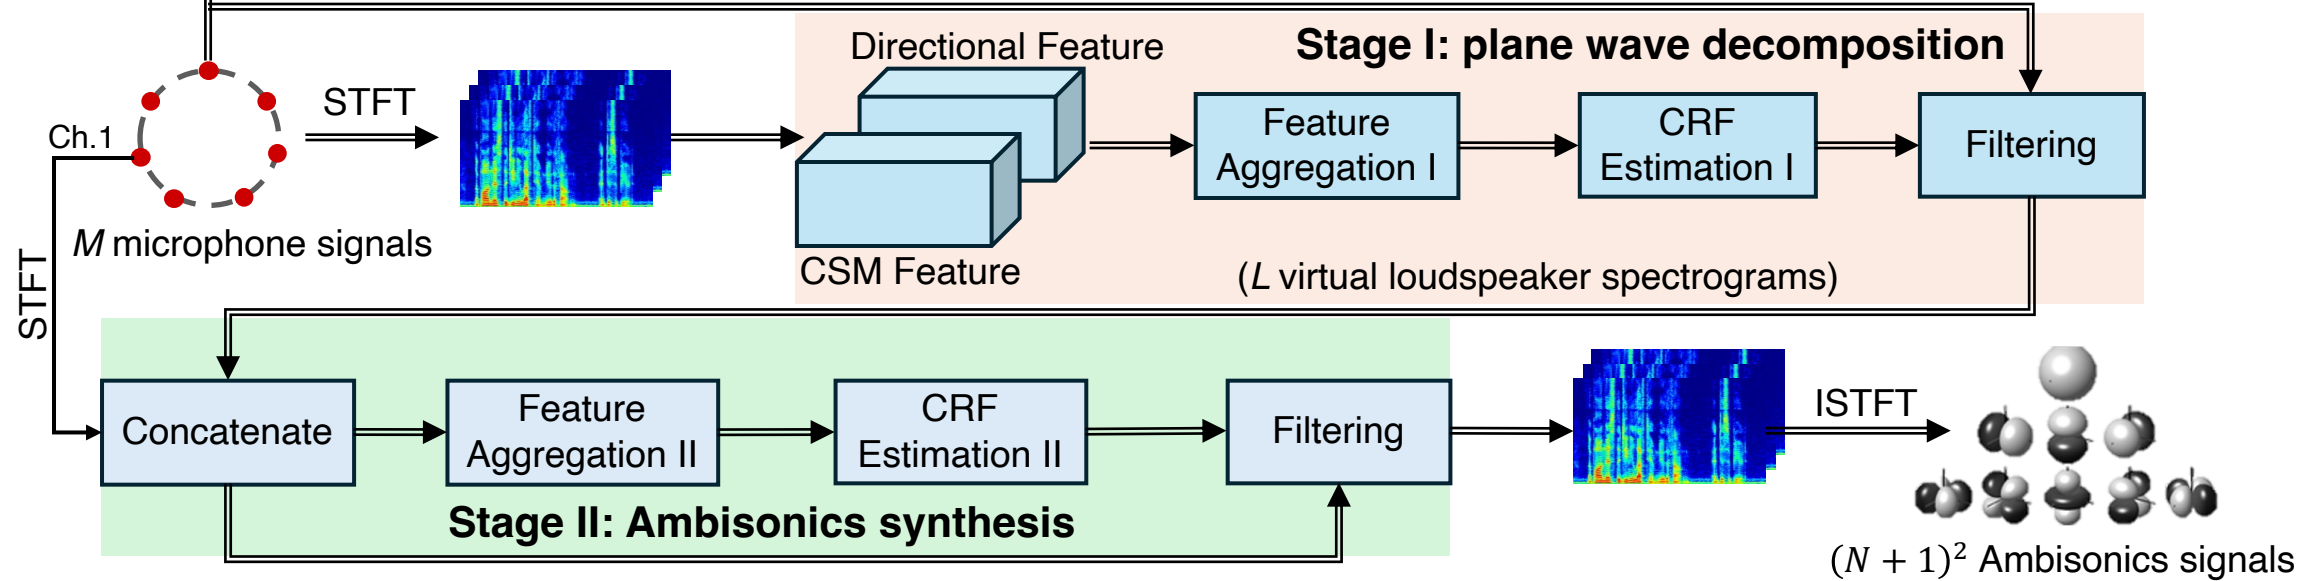 Directional Feature
Stage I: plane wave decomposition
STFT
Ch.1
Feature
Aggregation I
CRF
Estimation I
Filtering
M microphone signals
CSM Feature
(L virtual loudspeaker spectrograms)
STFT
Concatenate
Feature
Aggregation II
CRF
Estimation II
Filtering
ISTFT
Stage II: Ambisonics synthesis
(N + 1)² Ambisonics signals